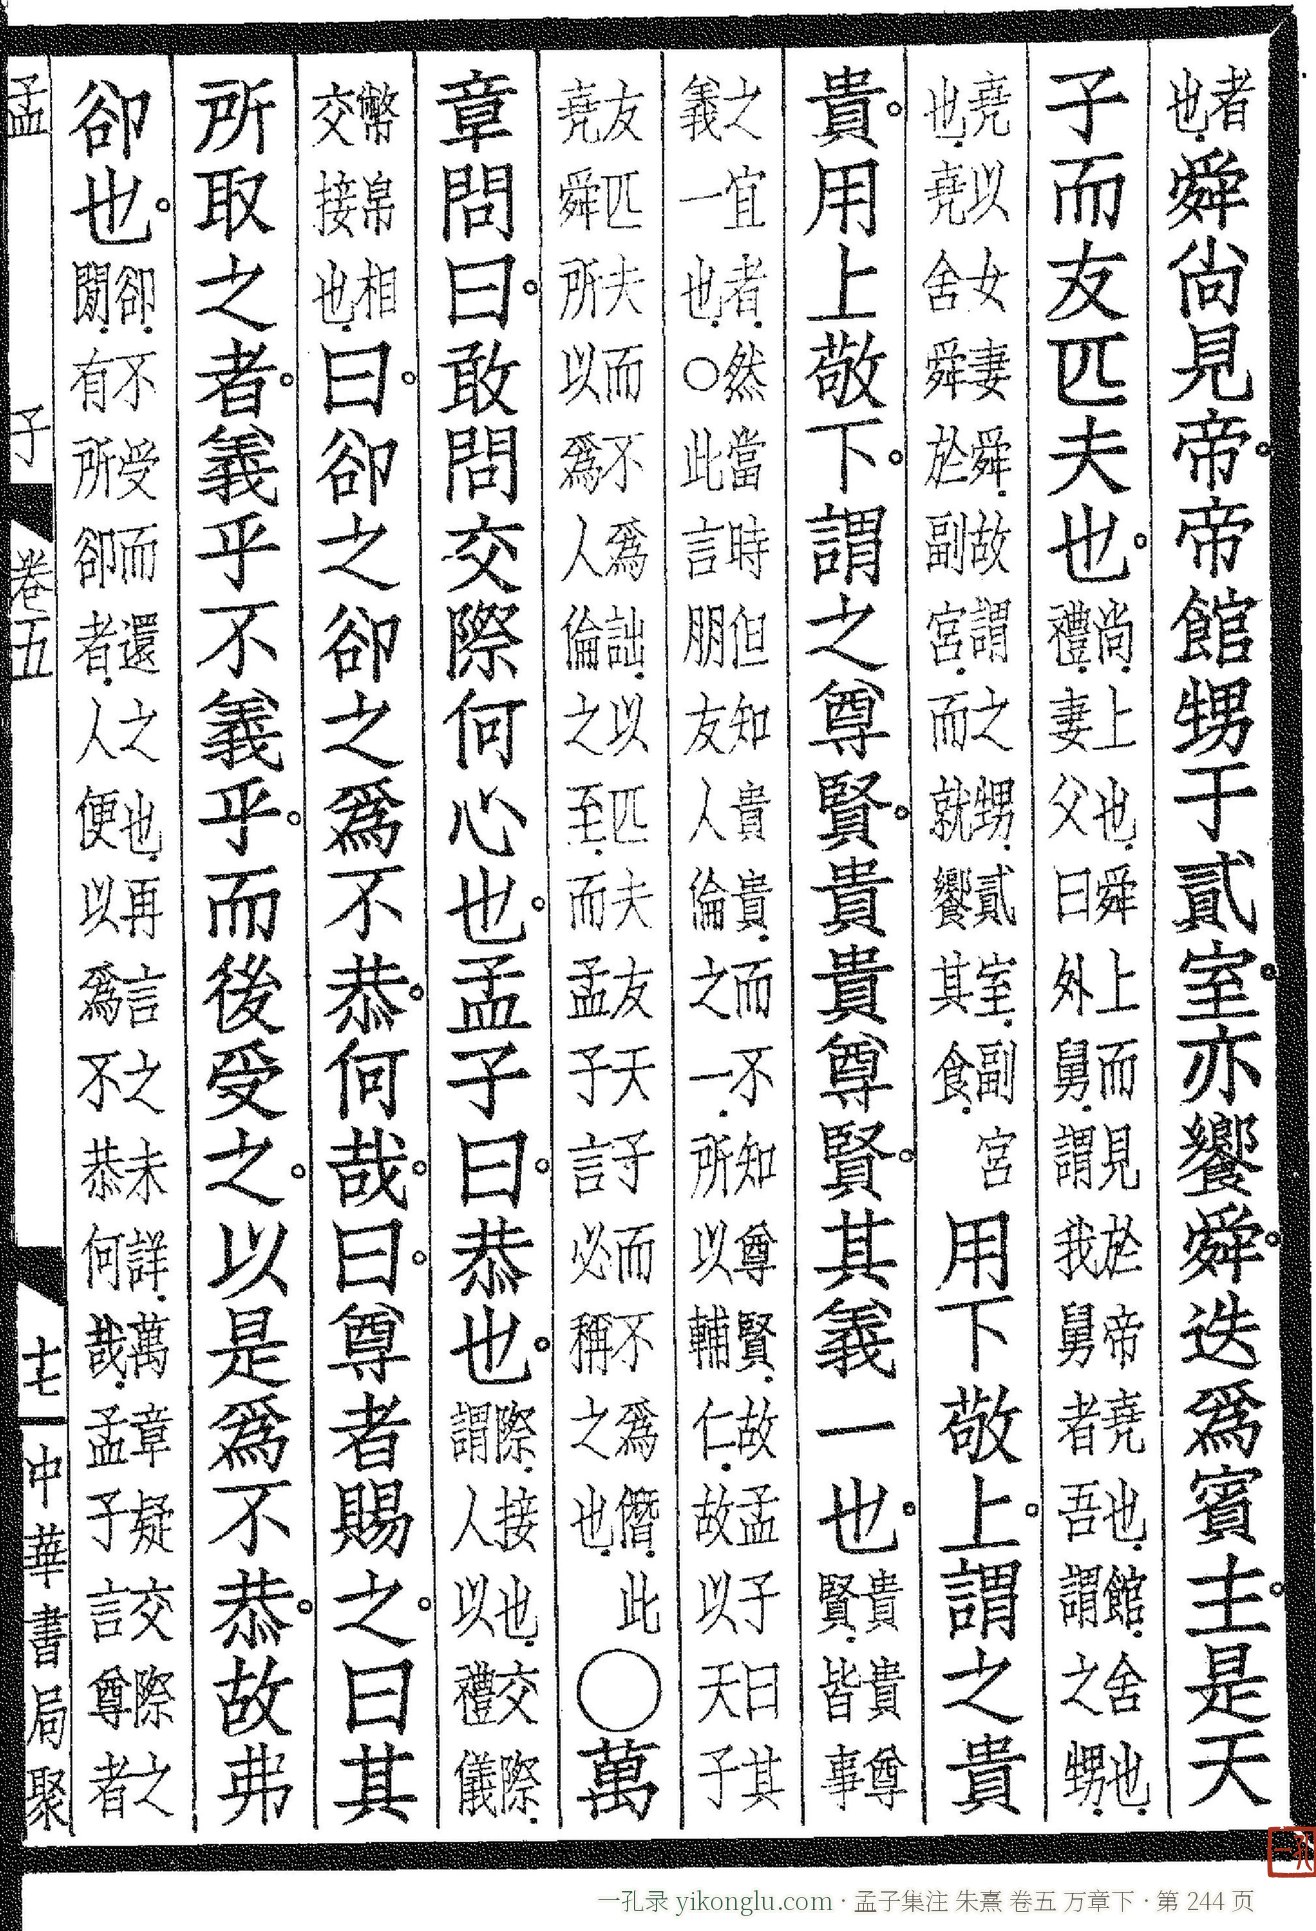 者也.舜尙見帝。帝館甥于貳室。亦饗舜。迭爲賓主。是天
子而友匹夫也。尚.上也.舜上而見於帝堯也.館.舍也.禮.妻父曰外舅.謂我舅者吾謂之甥.
堯以女妻舜.故謂之甥.貳室.副宮也.堯舍舜於副宮.而就饗其食.用下敬上。謂之貴
貴。用上敬下。謂之尊賢。貴貴尊賢。其義一也。貴貴尊賢.皆事
之宜者.然當時但知貴貴.而不知尊賢.故孟子曰其義一也.○此言朋友人倫之一.所以輔仁.故以天子
友匹夫而不爲詘.以匹夫友天子而不爲僭.此堯舜所以爲人倫之至.而孟子言必稱之也.○萬
章問曰。敢問交際何心也。孟子曰。恭也。際.接也.交際.謂人以禮儀
幣帛相交接也.曰。卻之卻之爲不恭。何哉。曰。尊者賜之。曰其
所取之者。義乎不義乎。而後受之。以是爲不恭。故弗
卻也。卻.不受而還之也.再言之未詳.萬章疑交際之閒.有所卻者.人便以爲不恭何哉.孟子言尊者
孟子 卷五 十七 中華書局聚
一孔
一孔录 yikonglu.com · 孟子集注 朱熹 卷五 万章下 · 第 244 页